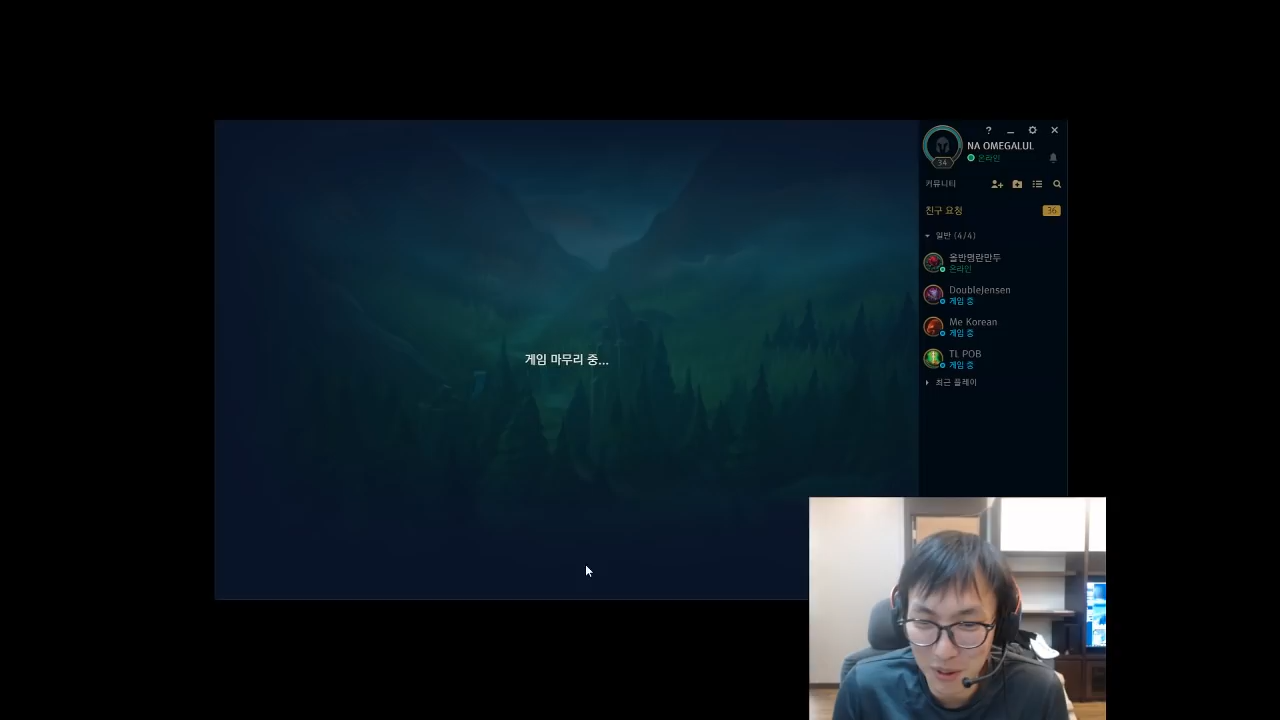 NA OMEGALUL
온라인
34
커뮤니티
친구 요청
36
일반 (4/4)
올반명란만두
온라인
DoubleJensen
게임 중
Me Korean
게임 중
TL POB
게임 중
최근 플레이
게임 마무리 중...